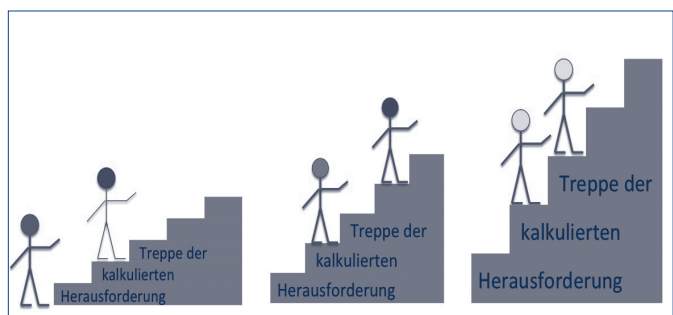 Treppe der
kalkulierten
Herausforderung
Treppe der
kalkulierten
Herausforderung
Treppe der
kalkulierten
Herausforderung